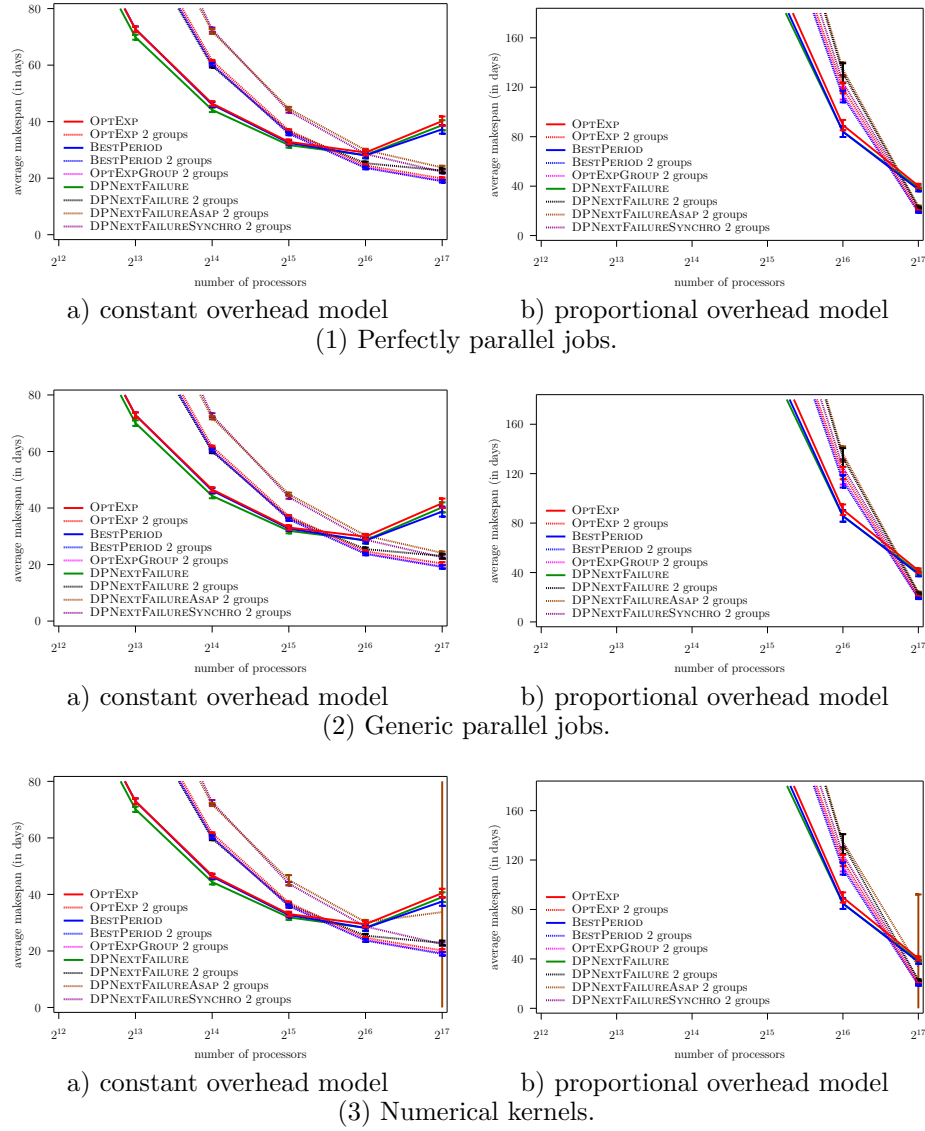 80
60
40
20
0
average makespan (in days)
OPTEXP
OPTEXP 2 groups
BESTPERIOD
BESTPERIOD 2 groups
OPTEXPGROUP 2 groups
DPNEXTFAILURE
DPNEXTFAILURE 2 groups
DPNEXTFAILUREASAP 2 groups
DPNEXTFAILURESYNCHRO 2 groups
2^12 2^13 2^14 2^15 2^16 2^17
number of processors
a) constant overhead model
160
120
80
40
0
average makespan (in days)
OPTEXP
OPTEXP 2 groups
BESTPERIOD
BESTPERIOD 2 groups
OPTEXPGROUP 2 groups
DPNEXTFAILURE
DPNEXTFAILURE 2 groups
DPNEXTFAILUREASAP 2 groups
DPNEXTFAILURESYNCHRO 2 groups
2^12 2^13 2^14 2^15 2^16 2^17
number of processors
b) proportional overhead model
(1) Perfectly parallel jobs.
80
60
40
20
0
average makespan (in days)
OPTEXP
OPTEXP 2 groups
BESTPERIOD
BESTPERIOD 2 groups
OPTEXPGROUP 2 groups
DPNEXTFAILURE
DPNEXTFAILURE 2 groups
DPNEXTFAILUREASAP 2 groups
DPNEXTFAILURESYNCHRO 2 groups
2^12 2^13 2^14 2^15 2^16 2^17
number of processors
a) constant overhead model
160
120
80
40
0
average makespan (in days)
OPTEXP
OPTEXP 2 groups
BESTPERIOD
BESTPERIOD 2 groups
OPTEXPGROUP 2 groups
DPNEXTFAILURE
DPNEXTFAILURE 2 groups
DPNEXTFAILUREASAP 2 groups
DPNEXTFAILURESYNCHRO 2 groups
2^12 2^13 2^14 2^15 2^16 2^17
number of processors
b) proportional overhead model
(2) Generic parallel jobs.
80
60
40
20
0
average makespan (in days)
OPTEXP
OPTEXP 2 groups
BESTPERIOD
BESTPERIOD 2 groups
OPTEXPGROUP 2 groups
DPNEXTFAILURE
DPNEXTFAILURE 2 groups
DPNEXTFAILUREASAP 2 groups
DPNEXTFAILURESYNCHRO 2 groups
2^12 2^13 2^14 2^15 2^16 2^17
number of processors
a) constant overhead model
160
120
80
40
0
average makespan (in days)
OPTEXP
OPTEXP 2 groups
BESTPERIOD
BESTPERIOD 2 groups
OPTEXPGROUP 2 groups
DPNEXTFAILURE
DPNEXTFAILURE 2 groups
DPNEXTFAILUREASAP 2 groups
DPNEXTFAILURESYNCHRO 2 groups
2^12 2^13 2^14 2^15 2^16 2^17
number of processors
b) proportional overhead model
(3) Numerical kernels.